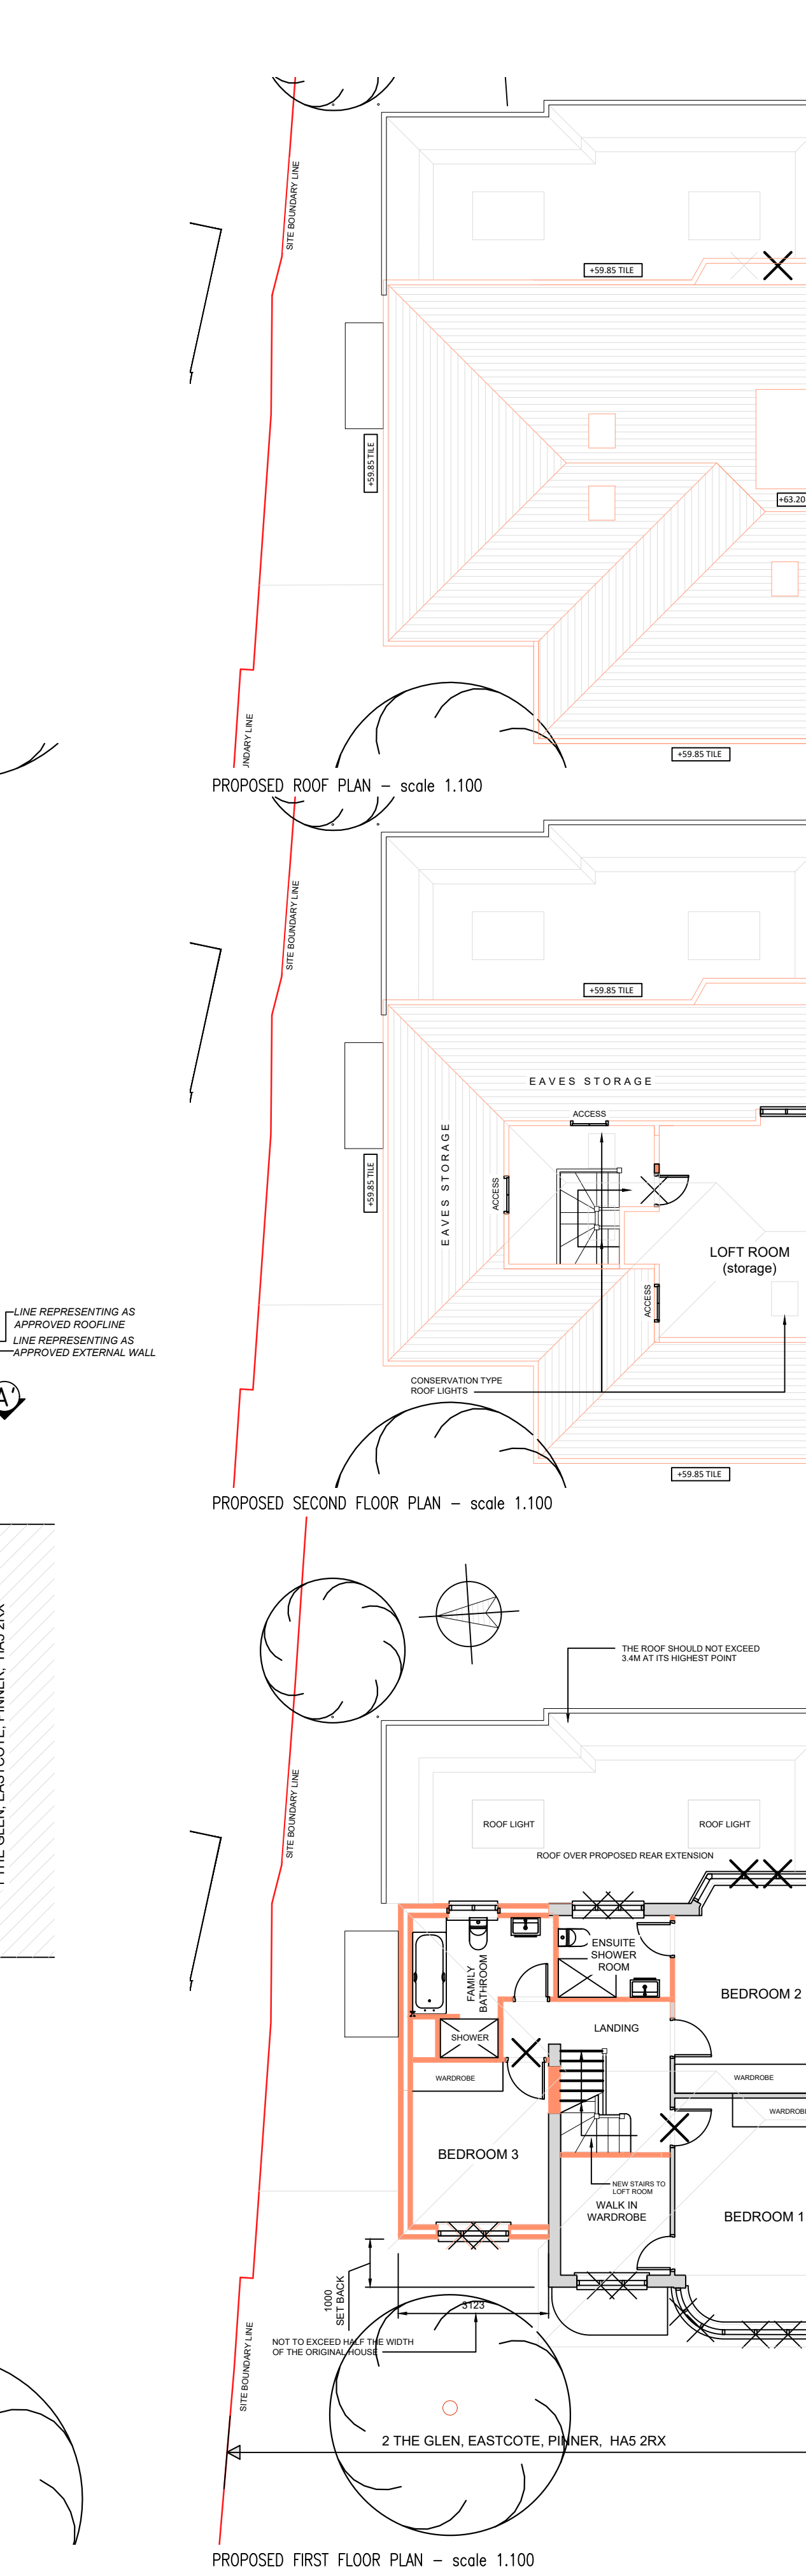 SITE BOUNDARY LINE
+59.85 TILE
+59.85 TILE
+63.20
NDARY LINE
+59.85 TILE
PROPOSED ROOF PLAN - scale 1.100
SITE BOUNDARY LINE
+59.85 TILE
EAVES STORAGE
ACCESS
EAVES STORAGE
+59.85 TILE
ACCESS
LOFT ROOM
(storage)
ACCESS
LINE REPRESENTING AS
APPROVED ROOFLINE
LINE REPRESENTING AS
APPROVED EXTERNAL WALL
A'
CONSERVATION TYPE
ROOF LIGHTS
+59.85 TILE
PROPOSED SECOND FLOOR PLAN - scale 1.100
THE GLEN, EASTCOTE, PINNER, HA5 2RX
THE ROOF SHOULD NOT EXCEED
3.4M AT ITS HIGHEST POINT
SITE BOUNDARY LINE
ROOF LIGHT
ROOF LIGHT
ROOF OVER PROPOSED REAR EXTENSION
FAMILY
BATHROOM
ENSUITE
SHOWER
ROOM
BEDROOM 2
LANDING
SHOWER
WARDROBE
WARDROBE
WARDROBE
BEDROOM 3
NEW STAIRS TO
LOFT ROOM
WALK IN
WARDROBE
BEDROOM 1
1000
SET BACK
3123
SITE BOUNDARY LINE
NOT TO EXCEED HALF THE WIDTH
OF THE ORIGINAL HOUSE
2 THE GLEN, EASTCOTE, PINNER, HA5 2RX
PROPOSED FIRST FLOOR PLAN - scale 1.100